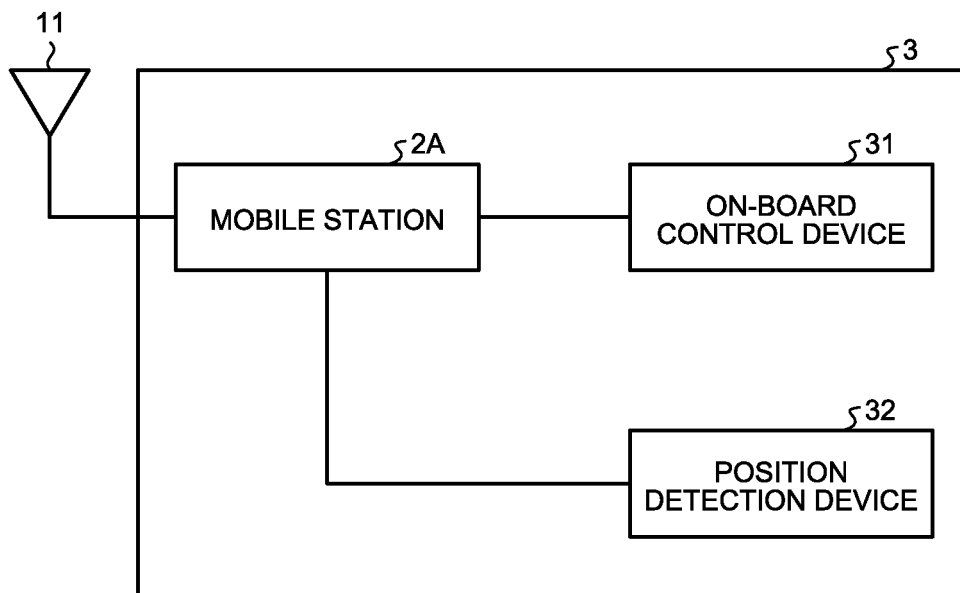 11
3
2A
MOBILE STATION
31
ON-BOARD
CONTROL DEVICE
32
POSITION
DETECTION DEVICE